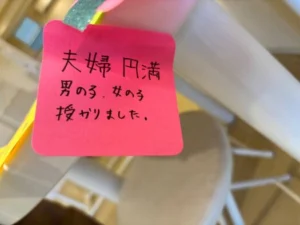 夫婦円満
男の子、女の子
授かりました。